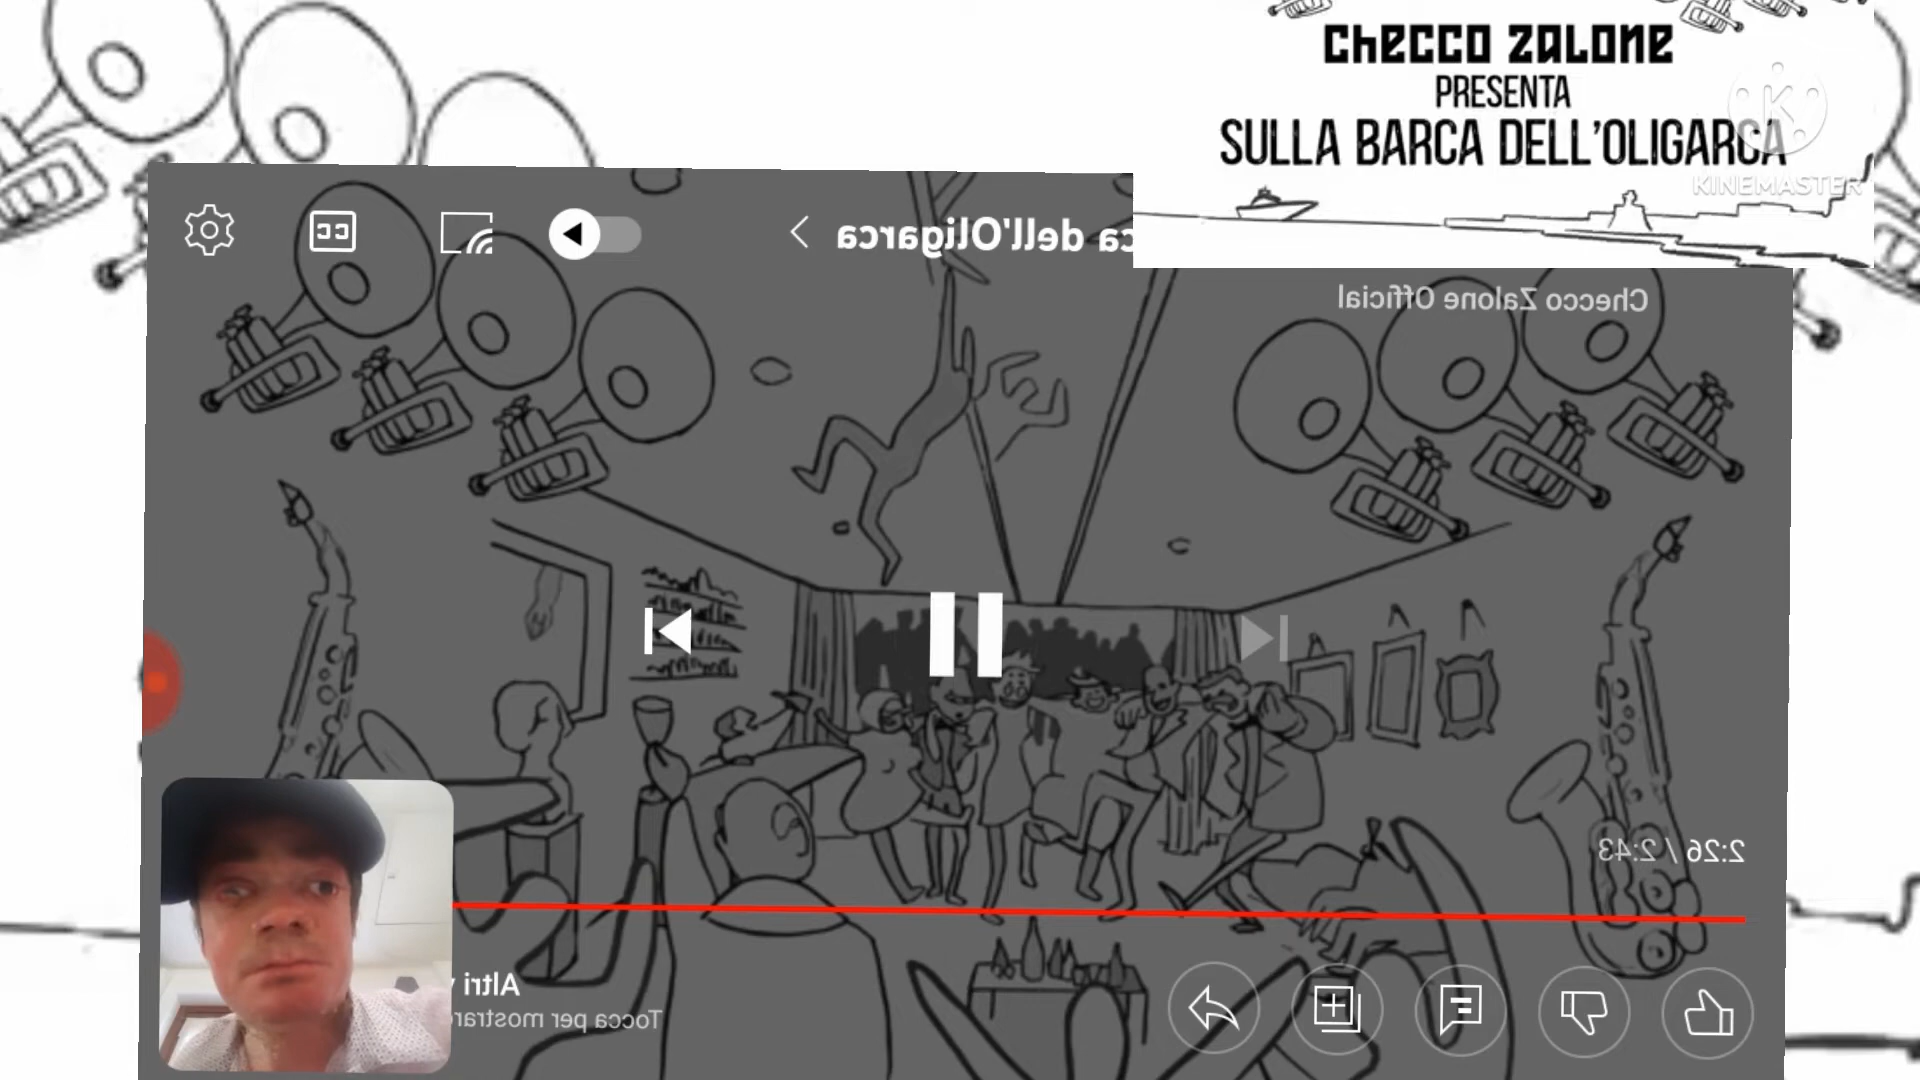 CHECCO ZALONE
PRESENTA
SULLA BARCA DELL'OLIGARCA
KINEMASTER
ca dell'Oligarca
Checco Zalone Official
2:26 / 2:43
Altri
Tocca per mostrare